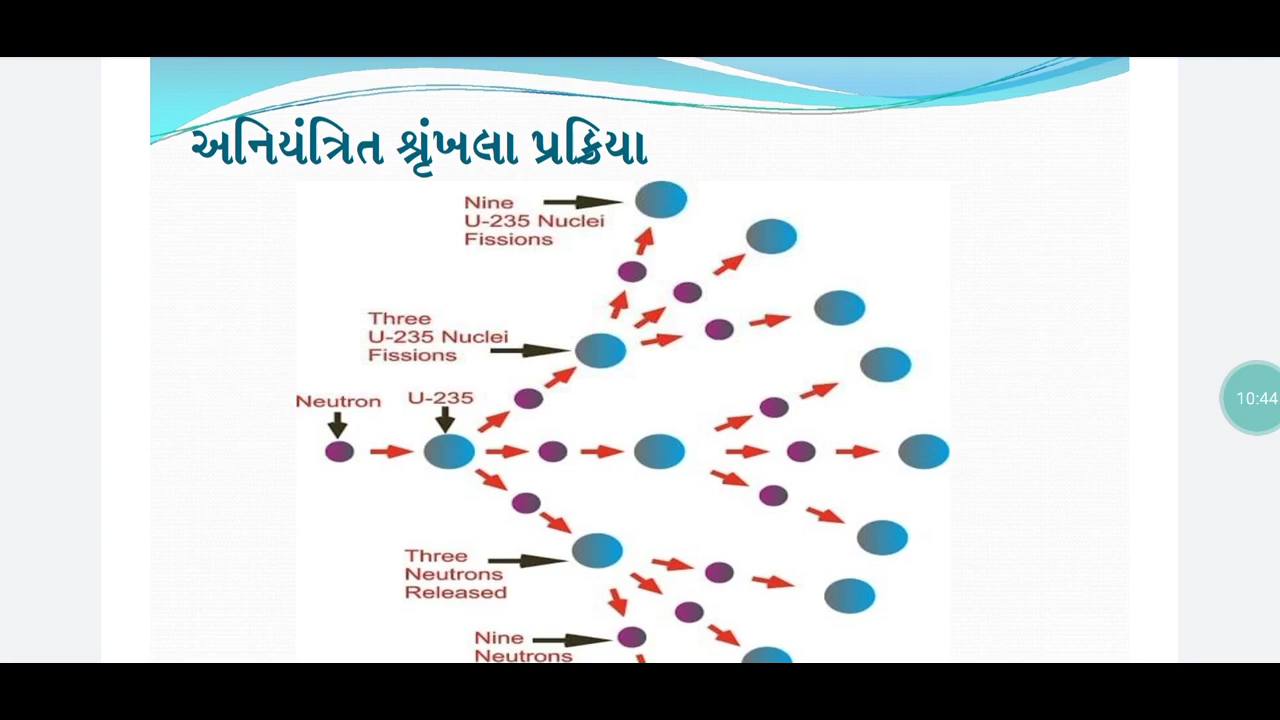 અનિયંત્રિત શ્રૃંખલા પ્રક્રિયા
Nine
U-235 Nuclei
Fissions
Three
U-235 Nuclei
Fissions
Neutron
U-235
10:44
Three
Neutrons
Released
Nine
Neutrons